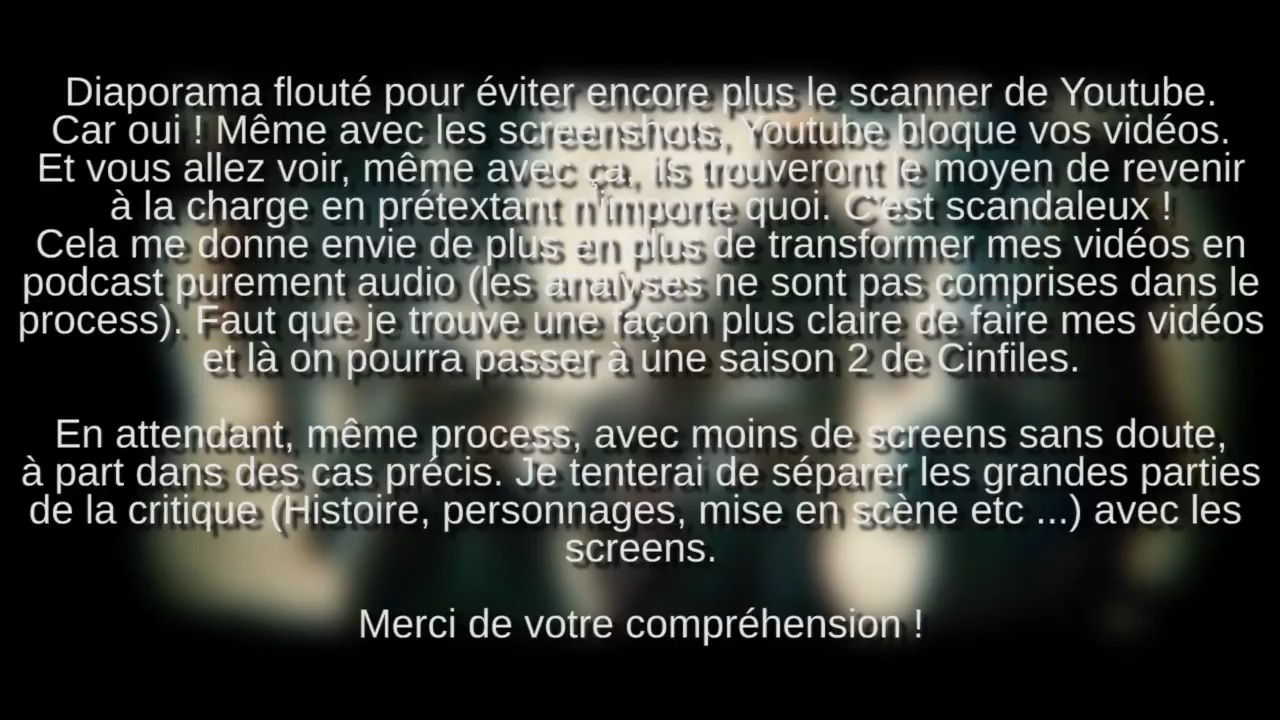 Diaporama flouté pour éviter encore plus le scanner de Youtube.
Car oui ! Même avec les screenshots, Youtube bloque vos vidéos.
Et vous allez voir, même avec ça, ils trouveront le moyen de revenir
à la charge en prétextant n'importe quoi. C'est scandaleux !
Cela me donne envie de plus en plus de transformer mes vidéos en
podcast purement audio (les analyses ne sont pas comprises dans le
process). Faut que je trouve une façon plus claire de faire mes vidéos
et là on pourra passer à une saison 2 de Cinfiles.
En attendant, même process, avec moins de screens sans doute,
à part dans des cas précis. Je tenterai de séparer les grandes parties
de la critique (Histoire, personnages, mise en scène etc ...) avec les
screens.
Merci de votre compréhension !